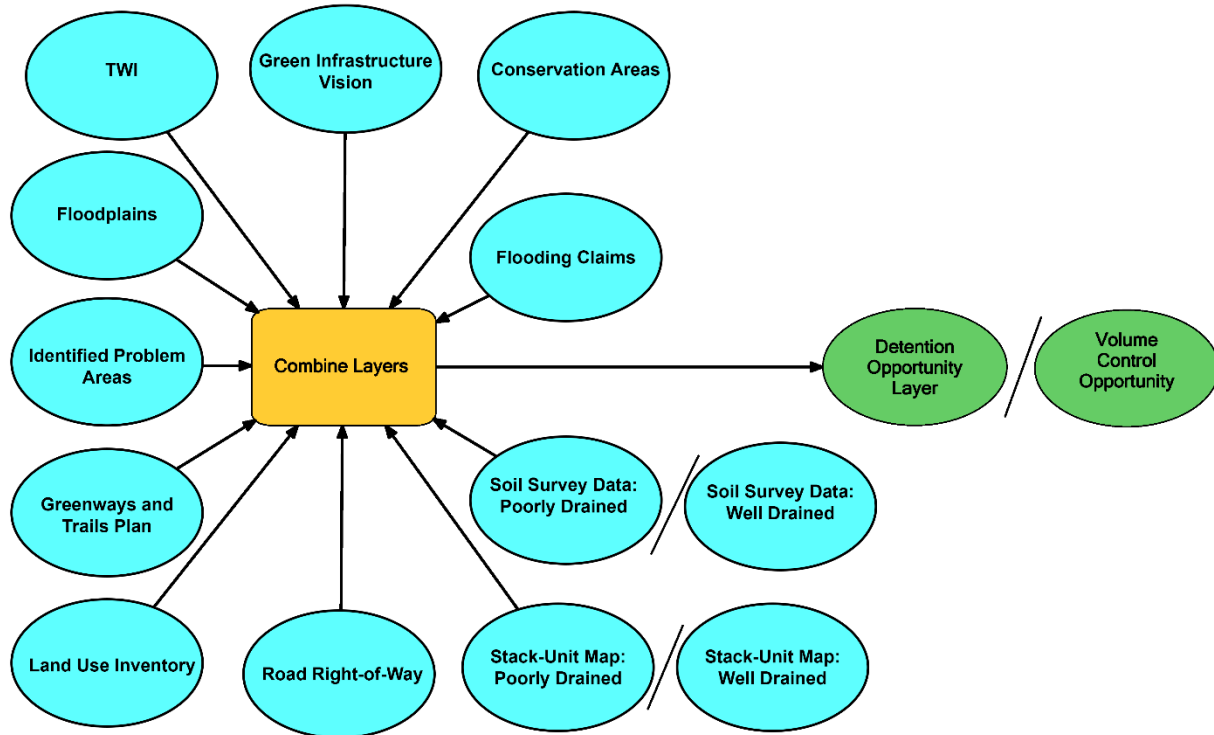 TWI
Green Infrastructure
Vision
Conservation Areas
Floodplains
Flooding Claims
Identified Problem
Areas
Combine Layers
Detention
Opportunity
Layer
/
Volume
Control
Opportunity
Greenways and
Trails Plan
Soil Survey Data:
Poorly Drained
/
Soil Survey Data:
Well Drained
Land Use Inventory
Road Right-of-Way
Stack-Unit Map:
Poorly Drained
/
Stack-Unit Map:
Well Drained